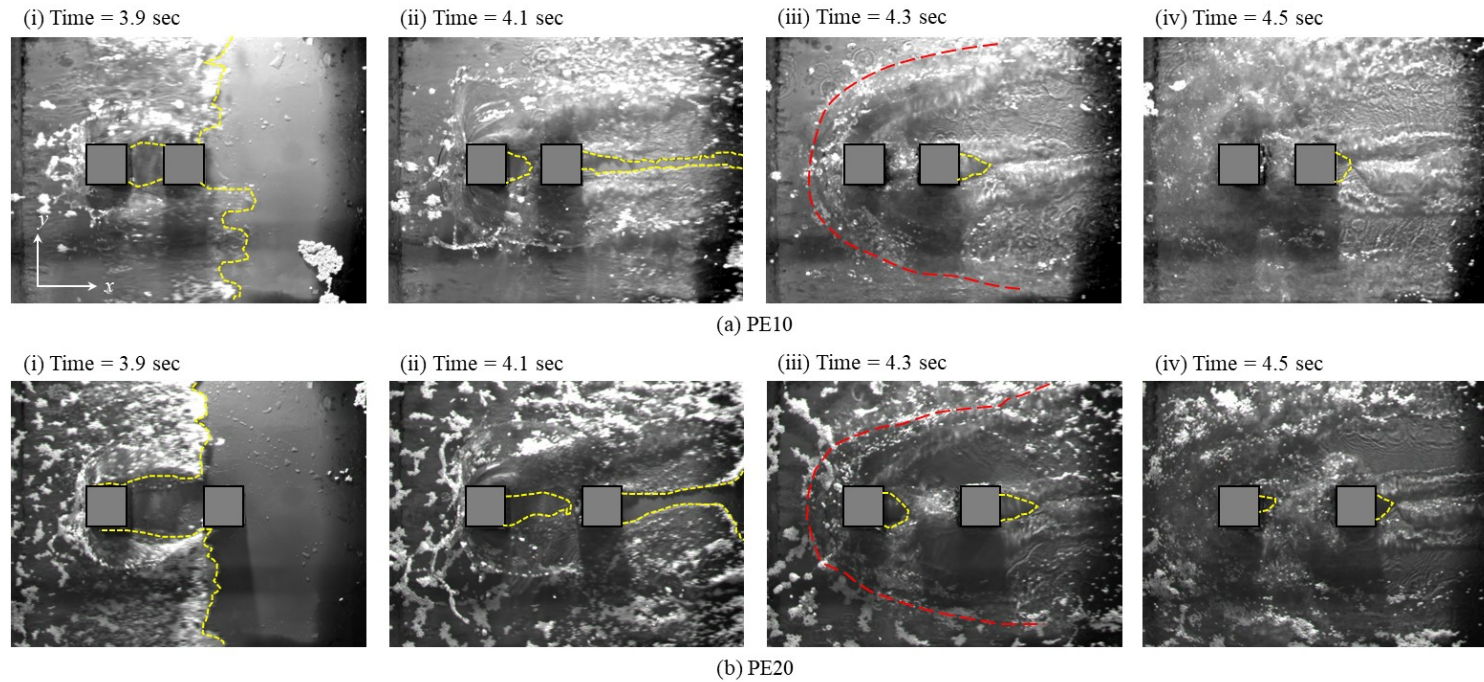 (i) Time = 3.9 sec
(ii) Time = 4.1 sec
(iii) Time = 4.3 sec
(iv) Time = 4.5 sec
y
x
(a) PE10
(i) Time = 3.9 sec
(ii) Time = 4.1 sec
(iii) Time = 4.3 sec
(iv) Time = 4.5 sec
(b) PE20